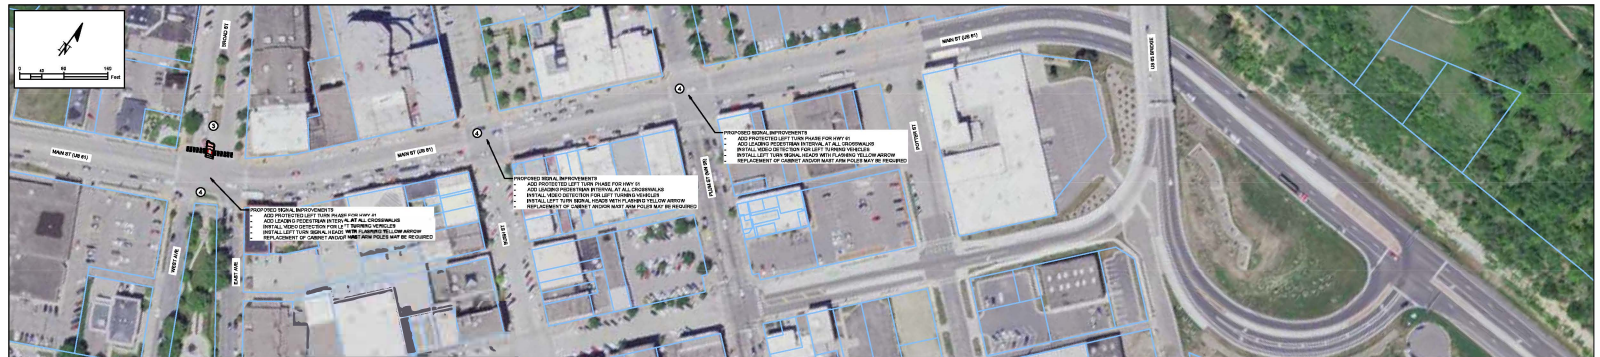 N
0 40 80 160
Feet
BROAD ST
MAIN ST (US 61)
US 63 BRIDGE
3
4
4
4
MAIN ST (US 61)
MAIN ST (US 61)
PROPOSED SIGNAL IMPROVEMENTS
- ADD PROTECTED LEFT TURN PHASE FOR HWY 61
- ADD LEADING PEDESTRIAN INTERVAL AT ALL CROSSWALKS
- INSTALL VIDEO DETECTION FOR LEFT TURNING VEHICLES
- INSTALL LEFT TURN SIGNAL HEADS WITH FLASHING YELLOW ARROW
- REPLACEMENT OF CABINET AND/OR MAST ARM POLES MAY BE REQUIRED
PROPOSED SIGNAL IMPROVEMENTS
- ADD PROTECTED LEFT TURN PHASE FOR HWY 61
- ADD LEADING PEDESTRIAN INTERVAL AT ALL CROSSWALKS
- INSTALL VIDEO DETECTION FOR LEFT TURNING VEHICLES
- INSTALL LEFT TURN SIGNAL HEADS WITH FLASHING YELLOW ARROW
- REPLACEMENT OF CABINET AND/OR MAST ARM POLES MAY BE REQUIRED
PROPOSED SIGNAL IMPROVEMENTS
- ADD PROTECTED LEFT TURN PHASE FOR HWY 61
- ADD LEADING PEDESTRIAN INTERVAL AT ALL CROSSWALKS
- INSTALL VIDEO DETECTION FOR LEFT TURNING VEHICLES
- INSTALL LEFT TURN SIGNAL HEADS WITH FLASHING YELLOW ARROW
- REPLACEMENT OF CABINET AND/OR MAST ARM POLES MAY BE REQUIRED
POTTER ST
BUSH ST
WEST AVE
EAST AVE